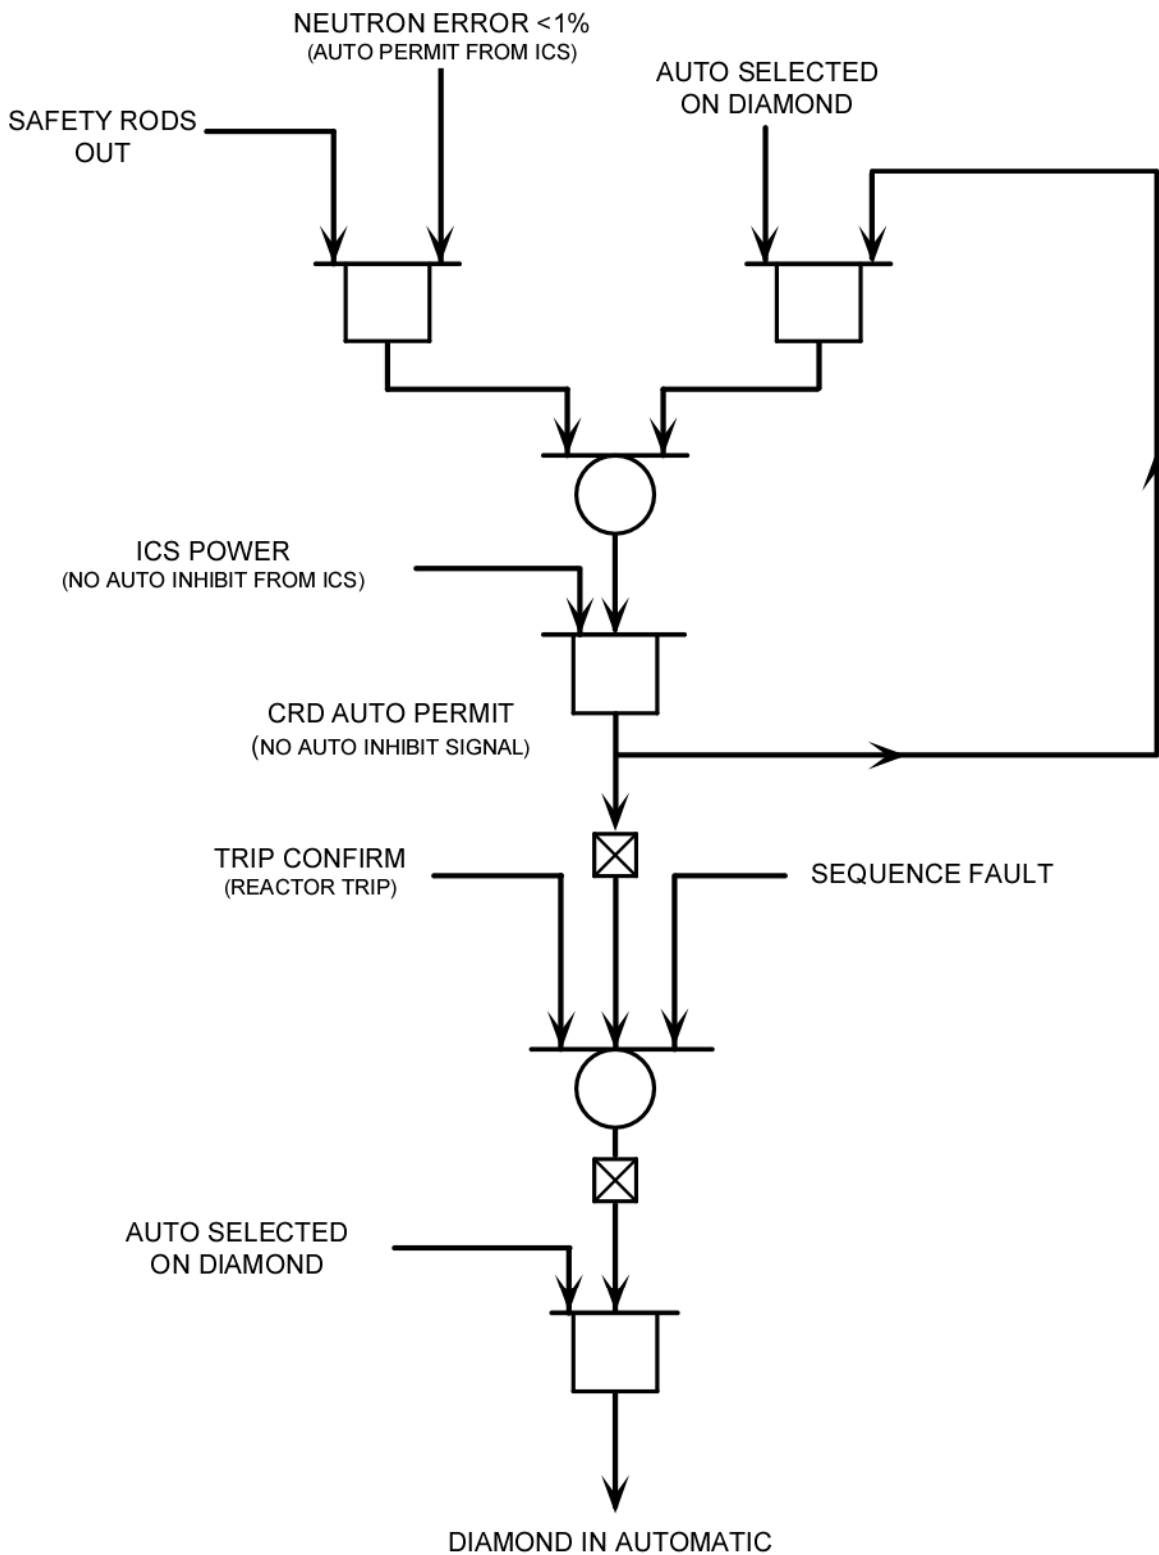 NEUTRON ERROR <1%
(AUTO PERMIT FROM ICS)
AUTO SELECTED
ON DIAMOND
SAFETY RODS
OUT
ICS POWER
(NO AUTO INHIBIT FROM ICS)
CRD AUTO PERMIT
(NO AUTO INHIBIT SIGNAL)
TRIP CONFIRM
(REACTOR TRIP)
SEQUENCE FAULT
AUTO SELECTED
ON DIAMOND
DIAMOND IN AUTOMATIC